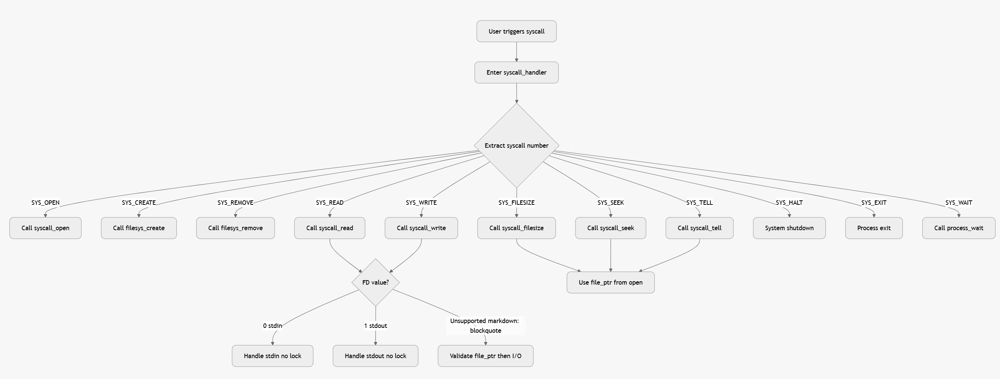 User triggers syscall
Enter syscall_handler
Extract syscall number
SYS_OPEN
SYS_CREATE
SYS_REMOVE
SYS_READ
SYS_WRITE
SYS_FILESIZE
SYS_SEEK
SYS_TELL
SYS_HALT
SYS_EXIT
SYS_WAIT
Call syscall_open
Call filesys_create
Call filesys_remove
Call syscall_read
Call syscall_write
Call syscall_filesize
Call syscall_seek
Call syscall_tell
System shutdown
Process exit
Call process_wait
FD value?
Use file_ptr from open
0 stdin
1 stdout
Unsupported markdown:
blockquote
Handle stdin no lock
Handle stdout no lock
Validate file_ptr then I/O